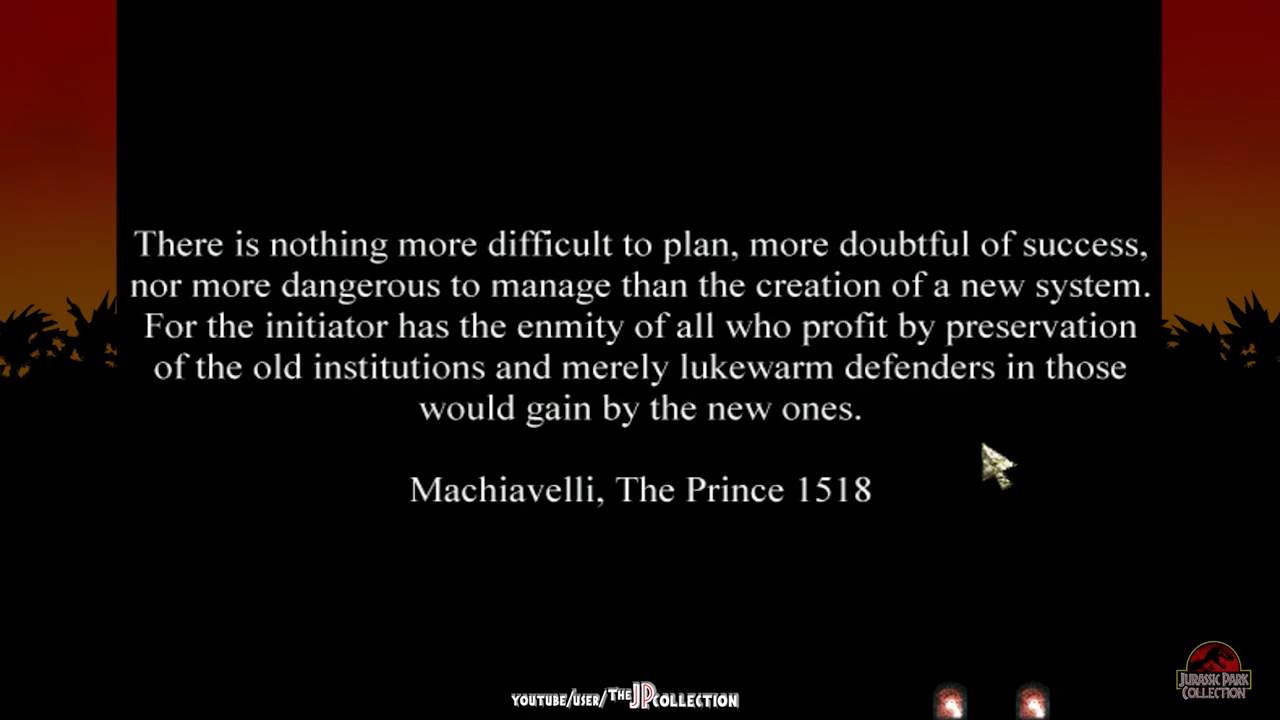 There is nothing more difficult to plan, more doubtful of success,
nor more dangerous to manage than the creation of a new system.
For the initiator has the enmity of all who profit by preservation
of the old institutions and merely lukewarm defenders in those
would gain by the new ones.
Machiavelli, The Prince 1518
YOUTUBE/USER/THEJPCOLLECTION
JURASSIC PARK
COLLECTION